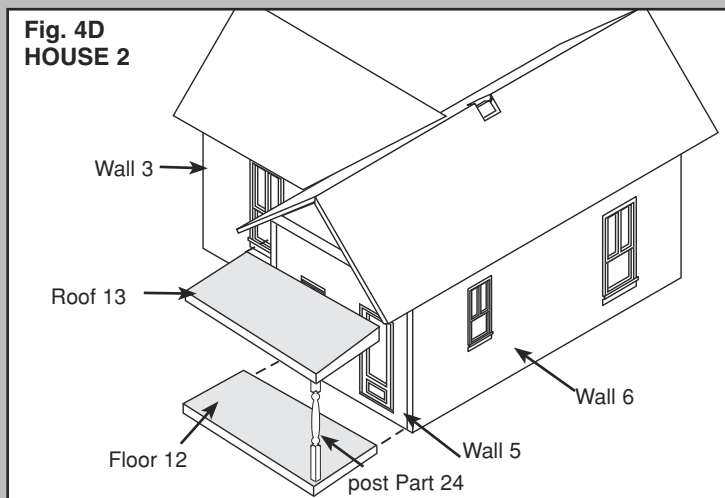 Fig. 4D
HOUSE 2
Wall 3
Roof 13
Wall 6
Wall 5
Floor 12
post Part 24